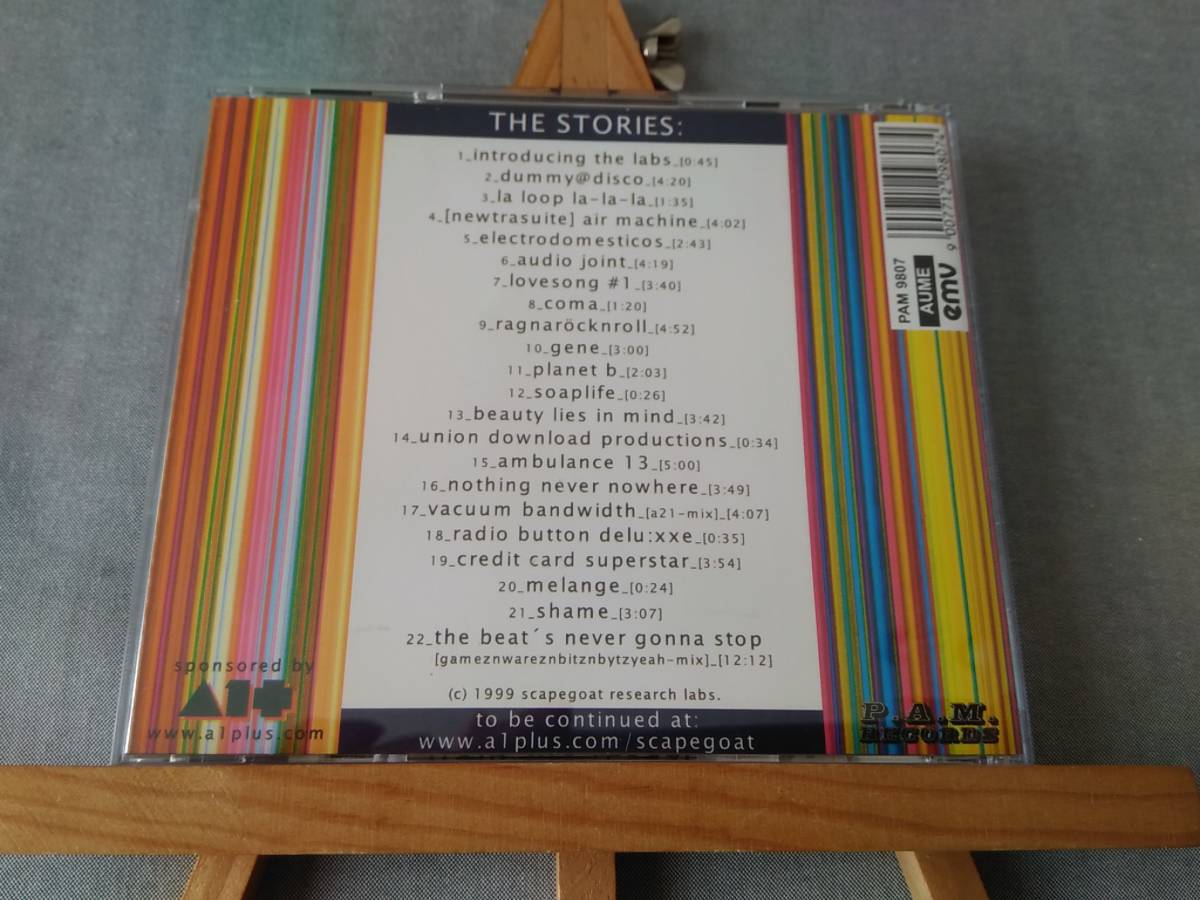 THE STORIES:
1_introducing the labs_[0:45]
2_dummy@disco_[4:20]
3_la loop la-la-la_[1:35]
4_[newtrasuite] air machine_[4:02]
5_electrodomesticos_[2:43]
6_audio joint_[4:19]
7_lovesong #1_[3:40]
8_coma_[1:20]
9_ragnaröcknroll_[4:52]
10_gene_[3:00]
11_planet b_[2:03]
12_soaplife_[0:26]
13_beauty lies in mind_[3:42]
14_union download productions_[0:34]
15_ambulance 13_[5:00]
16_nothing never nowhere_[3:49]
17_vacuum bandwidth_[a21-mix]_[4:07]
18_radio button delu:xxe_[0:35]
19_credit card superstar_[3:54]
20_melange_[0:24]
21_shame_[3:07]
22_the beat´s never gonna stop
[gameznwareznbitznbytzyeah-mix]_[12:12]
(c) 1999 scapegoat research labs.
to be continued at:
www.a1plus.com/scapegoat
sponsored by
A1+
www.a1plus.com
9 007712 098074
PAM 9807
AUME
emv
P.A.M.
RECORDS